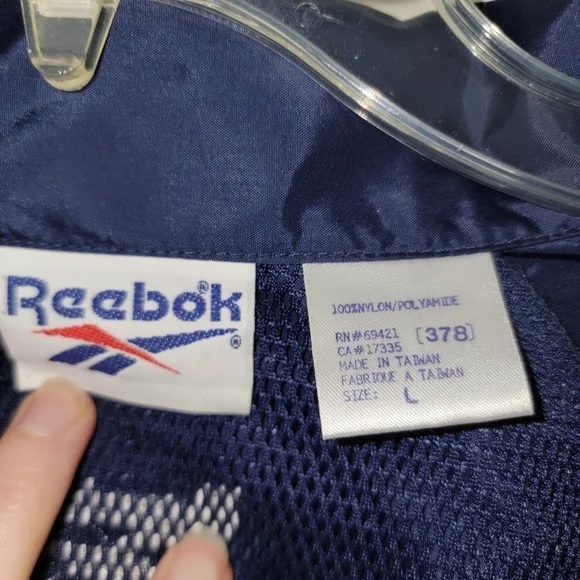 Reebok®
®
100%NYLON/POLYAMIDE
RN#69421 [378]
CA#17335
MADE IN TAIWAN
FABRIQUE A TAIWAN
SIZE: L